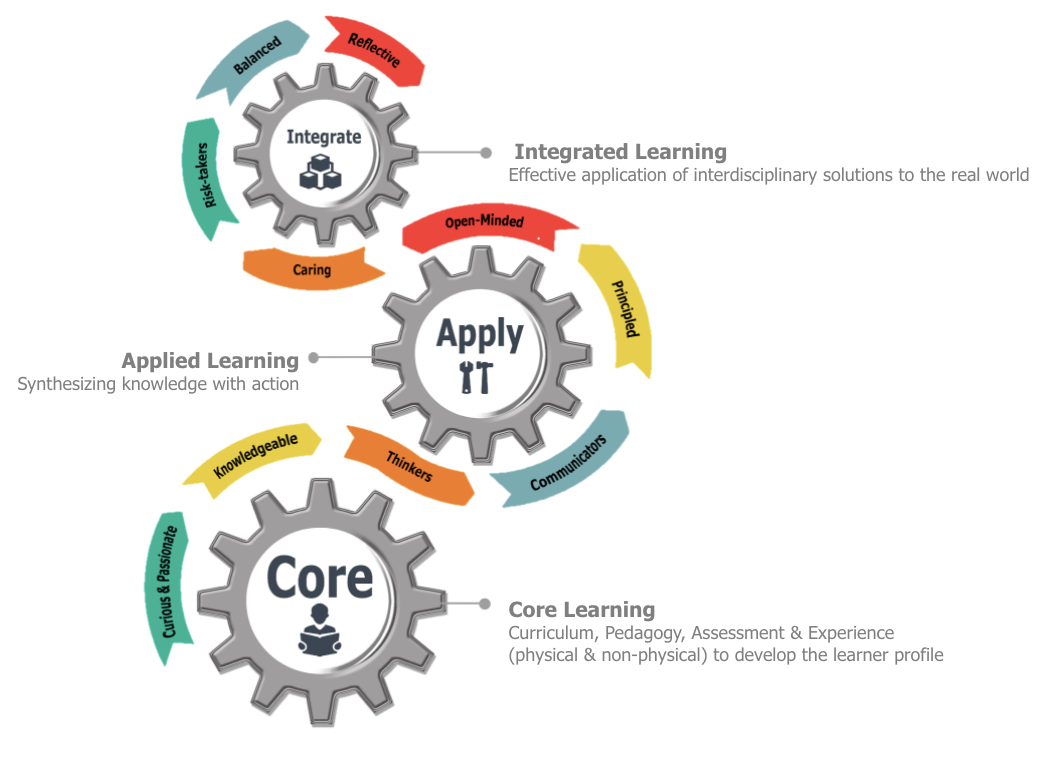 Balanced
Reflective
Risk-takers
Integrate
Integrated Learning
Effective application of interdisciplinary solutions to the real world
Caring
Open-Minded
Principled
Apply
Applied Learning
Synthesizing knowledge with action
Communicators
Knowledgeable
Thinkers
Curious & Passionate
Core
Core Learning
Curriculum, Pedagogy, Assessment & Experience
(physical & non-physical) to develop the learner profile